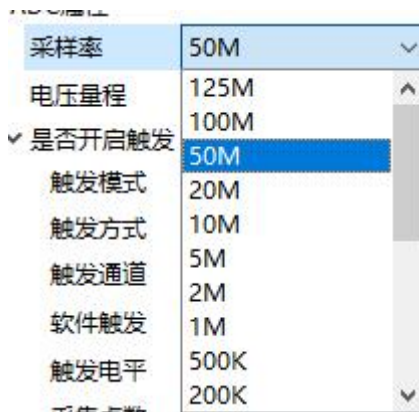 采样率 50M
电压量程 125M
100M
是否开启触发
50M
触发模式 20M
触发方式 10M
5M
触发通道
2M
软件触发 1M
触发电平 500K
200K